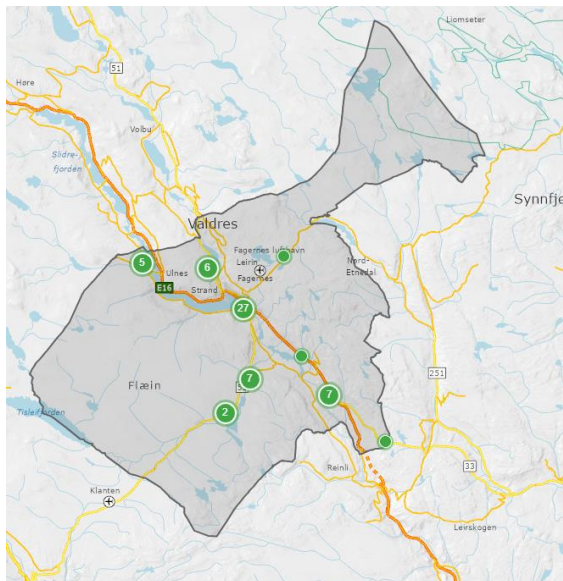 Liomseter
51
Høre
Volbu
Slidre-
fjorden
Synnfje
Valdres
Fagernes lufthavn
Nord-
Etnedal
5
6
Leirin
Ulnes
Fagernes
E16
Strand
27
251
7
Flæin
7
2
Tisleifjorden
Reinli
33
Klanten
Leirskogen